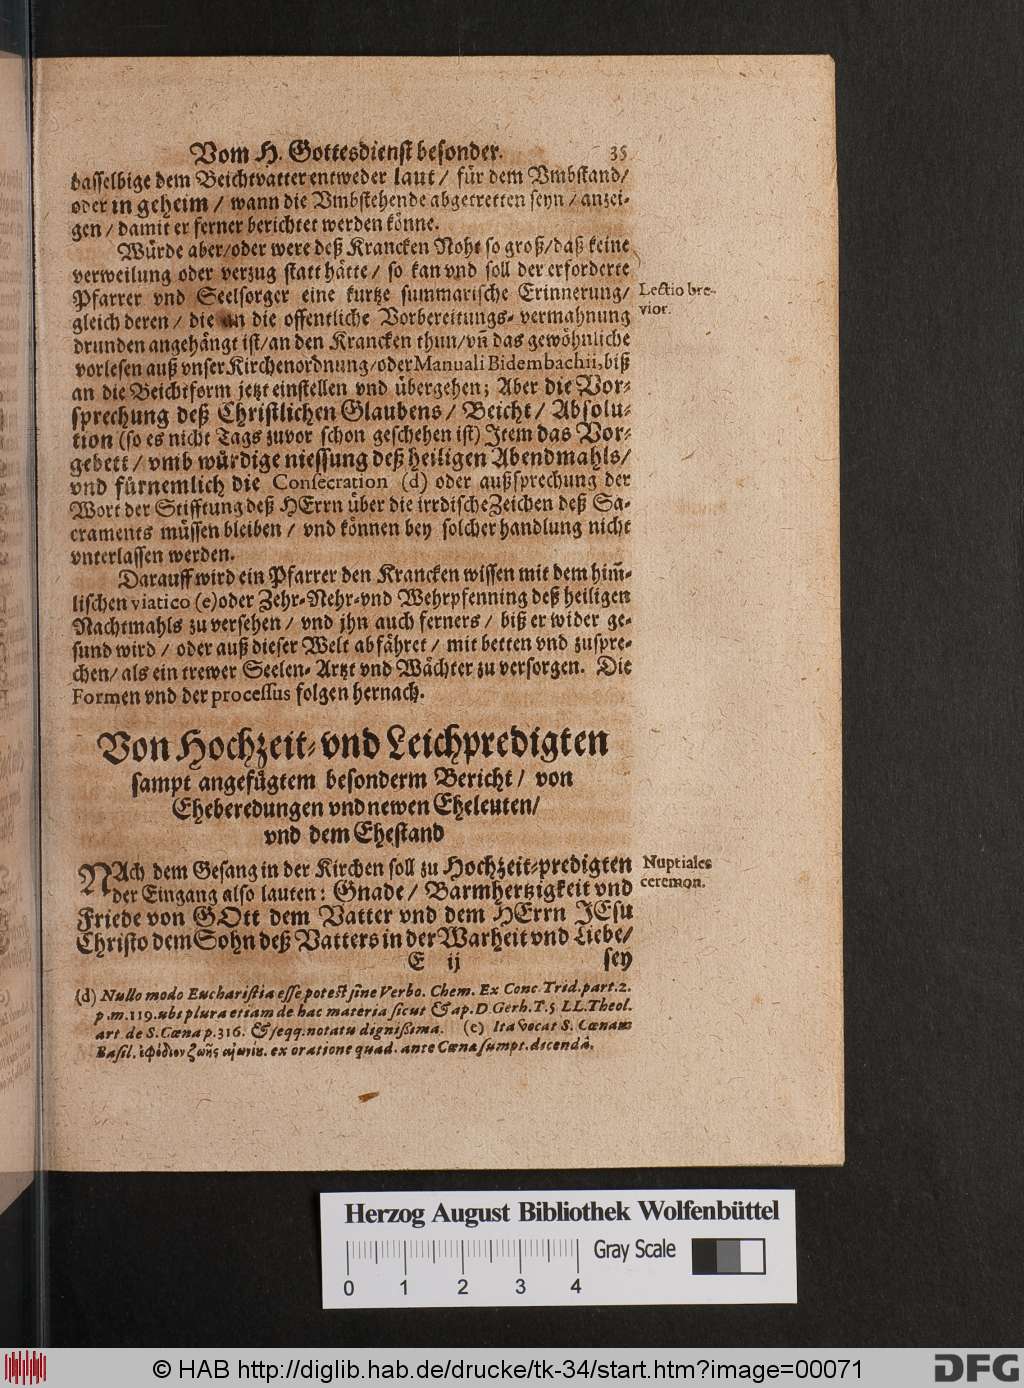 Vom H. Gottesdienst besonder. 35
dasselbige dem Beichtvatter entweder laut / für dem Vmbstand /
oder in geheim / wann die Vmbstehende abgetretten seyn / anzei-
gen / damit er ferner berichtet werden könne.
Würde aber / oder were deß Krancken Noht so groß / daß keine
verweilung oder verzug statt hätte / so kan vnd soll der erforderte
Pfarrer vnd Seelsorger eine kurtze summarische Erinnerung /
Lectio bre-
vior.
gleich deren / die an die offentliche Vorbereitungs- vermahnung
drunden angehängt ist / an den Krancken thun / vñ das gewöhnliche
vorlesen auß vnser Kirchenordnung / oder Manuali Bidembachii, biß
an die Beichtform jetzt einstellen vnd übergehen; Aber die Vor-
sprechung deß Christlichen Glaubens / Beicht / Absolu-
tion (so es nicht Tags zuvor schon geschehen ist) Item das Vor-
gebett / vmb würdige niessung deß heiligen Abendmahls /
vnd fürnemlich die Consecration (d) oder außsprechung der
Wort der Stifftung deß HErrn über die irrdische Zeichen deß Sa-
craments müssen bleiben / vnd können bey solcher handlung nicht
vnterlassen werden.
Darauff wird ein Pfarrer den Krancken wissen mit dem him̃-
lischen viatico (e) oder Zehr-Nehr-vnd Wehrpfenning deß heiligen
Nachtmahls zu versehen / vnd jhn auch ferners / biß er wider ge-
sund wird / oder auß dieser Welt abfähret / mit betten vnd zuspre-
chen / als ein trewer Seelen-Artzt vnd Wächter zu versorgen. Die
Formen vnd der processus folgen hernach.
Von Hochzeit-vnd Leichpredigten
sampt angefügtem besonderm Bericht / von
Eheberedungen vnd newen Eheleuten /
vnd dem Ehestand
NAch dem Gesang in der Kirchen soll zu Hochzeit-predigten
Nuptiales
ceremon.
der Eingang also lauten: Gnade / Barmhertzigkeit vnd
Friede von GOtt dem Vatter vnd dem HErrn JEsu
Christo dem Sohn deß Vatters in der Warheit vnd Liebe /
E ij sey
(d) Nullo modo Eucharistia esse potest sine Verbo. Chem. Ex Conc. Trid. part. 2.
p. m. 119. ubi plura etiam de hac materia sicut & ap. D. Gerh. T. 5 LL. Theol.
art. de S. Cœna p. 316. & seqq. notatu dignissima. (e) Ita vocat S. Cœnam
Basil. ἐφόδιον ζωῆς αἰωνίου. ex oratione quad. ante Cœnâ sumpt. dicendâ.
Herzog August Bibliothek Wolfenbüttel
Gray Scale
0 1 2 3 4
© HAB http://diglib.hab.de/drucke/tk-34/start.htm?image=00071
DFG